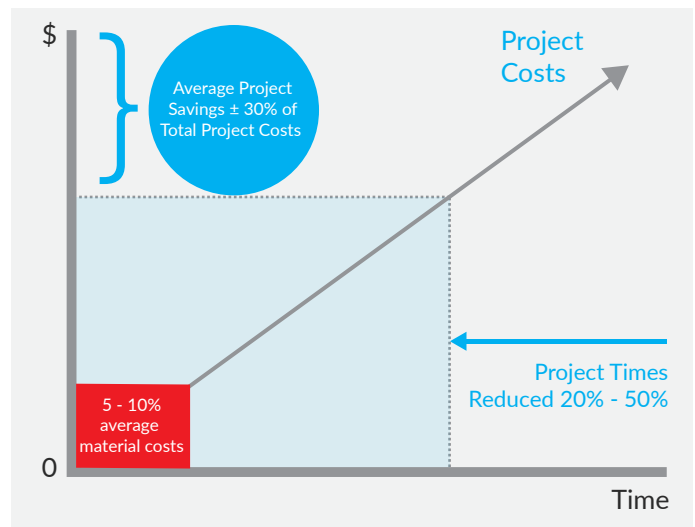 $
Project
Costs
Average Project
Savings ± 30% of
Total Project Costs
Project Times
Reduced 20% - 50%
5 - 10%
average
material costs
0
Time